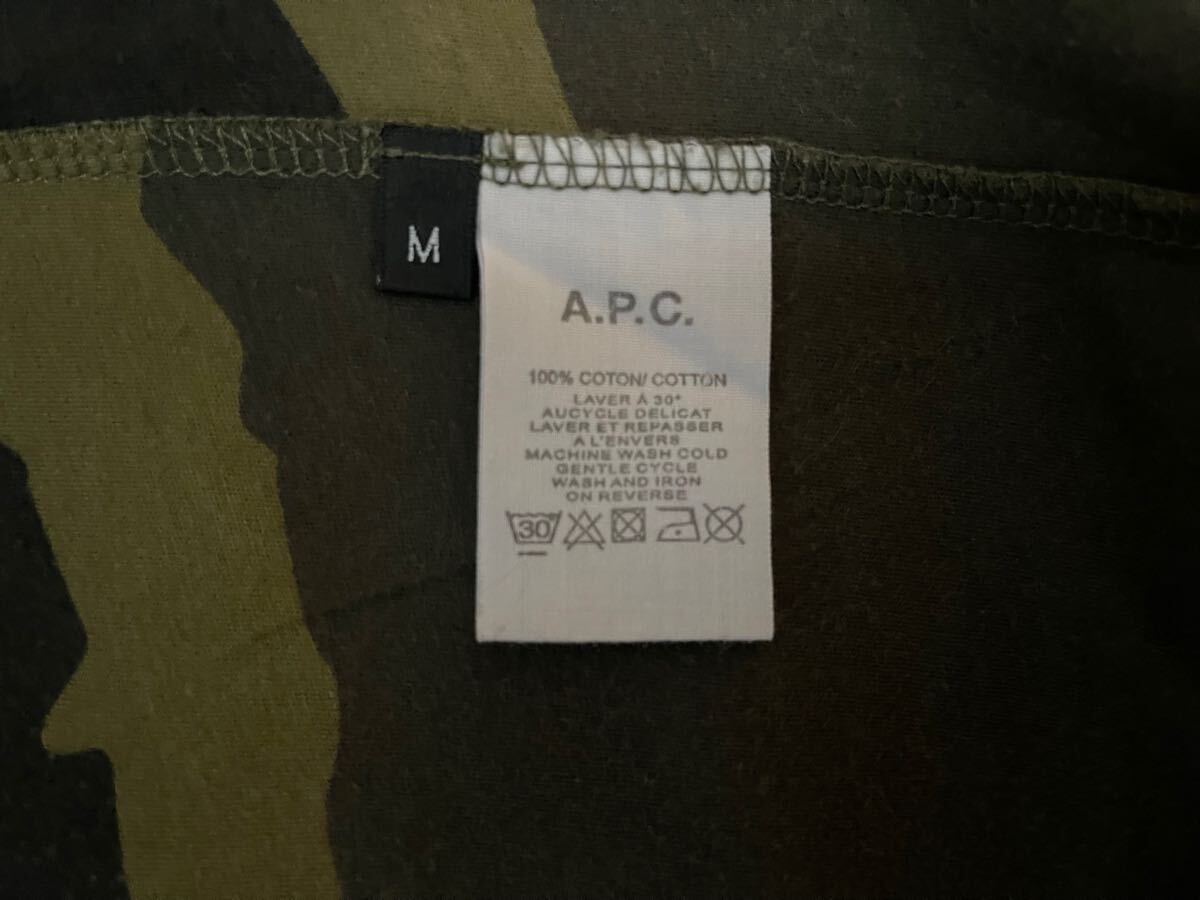 M
A.P.C.
100% COTON/ COTTON
LAVER À 30°
AUCYCLE DELICAT
LAVER ET REPASSER
A L'ENVERS
MACHINE WASH COLD
GENTLE CYCLE
WASH AND IRON
ON REVERSE
30